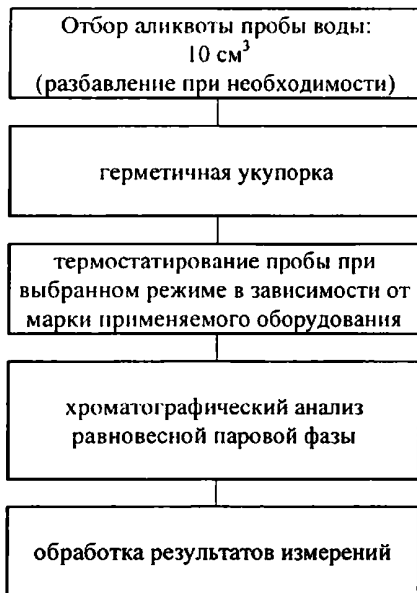 Отбор аликвоты пробы воды:
10 см³
(разбавление при необходимости)
герметичная укупорка
термостатирование пробы при
выбранном режиме в зависимости от
марки применяемого оборудования
хроматографический анализ
равновесной паровой фазы
обработка результатов измерений